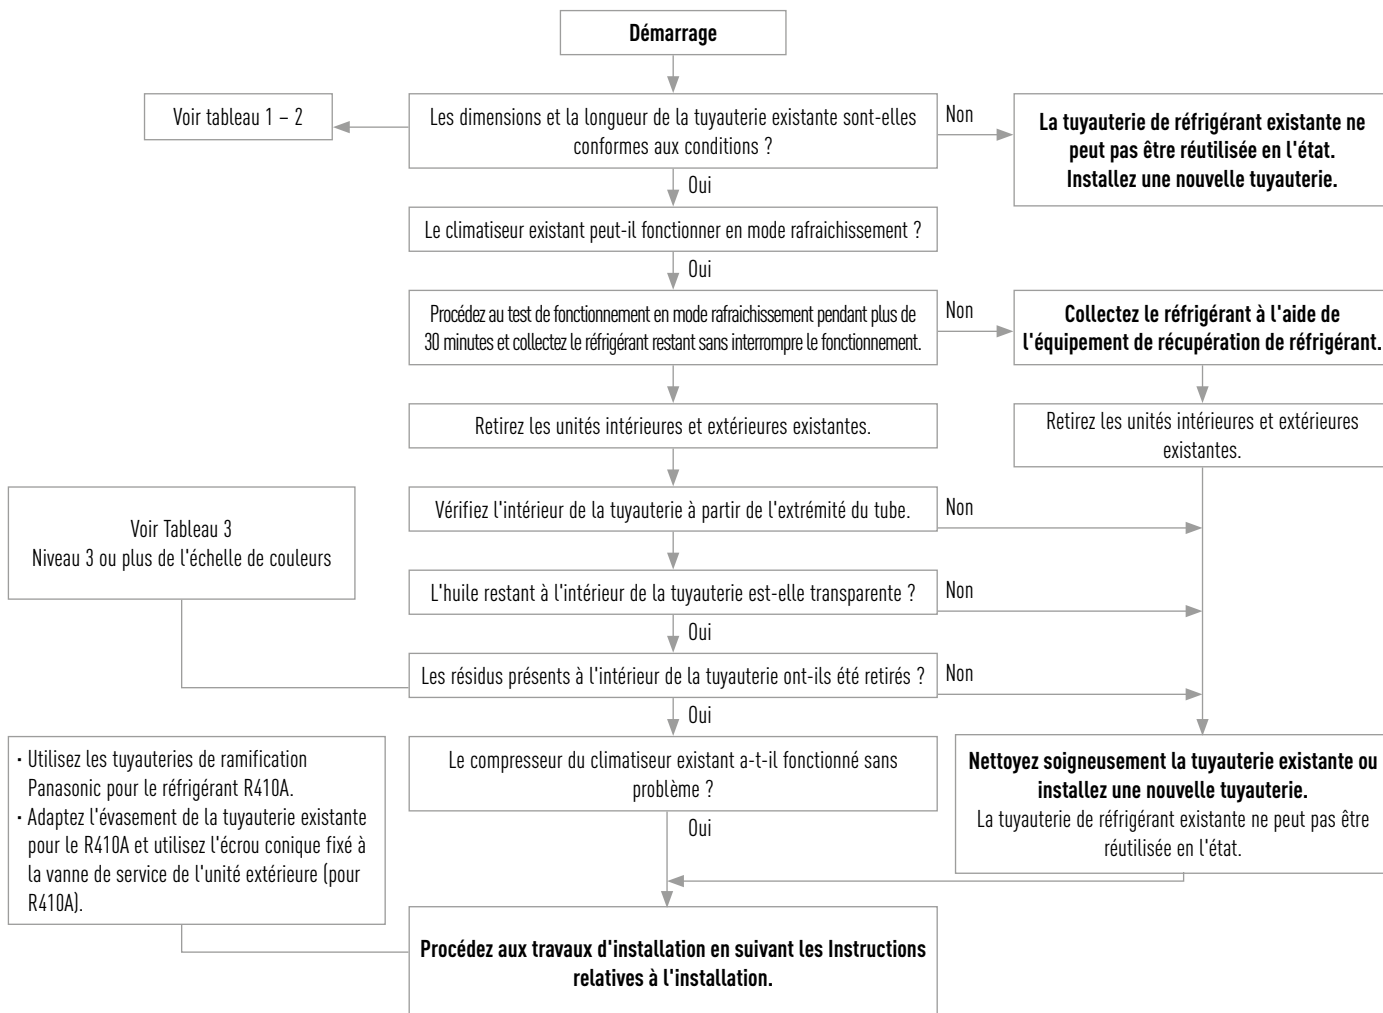 Démarrage
Voir tableau 1 – 2
Les dimensions et la longueur de la tuyauterie existante sont-elles
conformes aux conditions ?
Non
La tuyauterie de réfrigérant existante ne
peut pas être réutilisée en l'état.
Installez une nouvelle tuyauterie.
Oui
Le climatiseur existant peut-il fonctionner en mode rafraichissement ?
Oui
Procédez au test de fonctionnement en mode rafraichissement pendant plus de
30 minutes et collectez le réfrigérant restant sans interrompre le fonctionnement.
Non
Collectez le réfrigérant à l'aide de
l'équipement de récupération de réfrigérant.
Retirez les unités intérieures et extérieures existantes.
Retirez les unités intérieures et extérieures
existantes.
Vérifiez l'intérieur de la tuyauterie à partir de l'extrémité du tube.
Non
Voir Tableau 3
Niveau 3 ou plus de l'échelle de couleurs
L'huile restant à l'intérieur de la tuyauterie est-elle transparente ?
Non
Oui
Les résidus présents à l'intérieur de la tuyauterie ont-ils été retirés ?
Non
Oui
· Utilisez les tuyauteries de ramification
Panasonic pour le réfrigérant R410A.
· Adaptez l'évasement de la tuyauterie existante
pour le R410A et utilisez l'écrou conique fixé à
la vanne de service de l'unité extérieure (pour
R410A).
Le compresseur du climatiseur existant a-t-il fonctionné sans
problème ?
Oui
Nettoyez soigneusement la tuyauterie existante ou
installez une nouvelle tuyauterie.
La tuyauterie de réfrigérant existante ne peut pas être
réutilisée en l'état.
Procédez aux travaux d'installation en suivant les Instructions
relatives à l'installation.